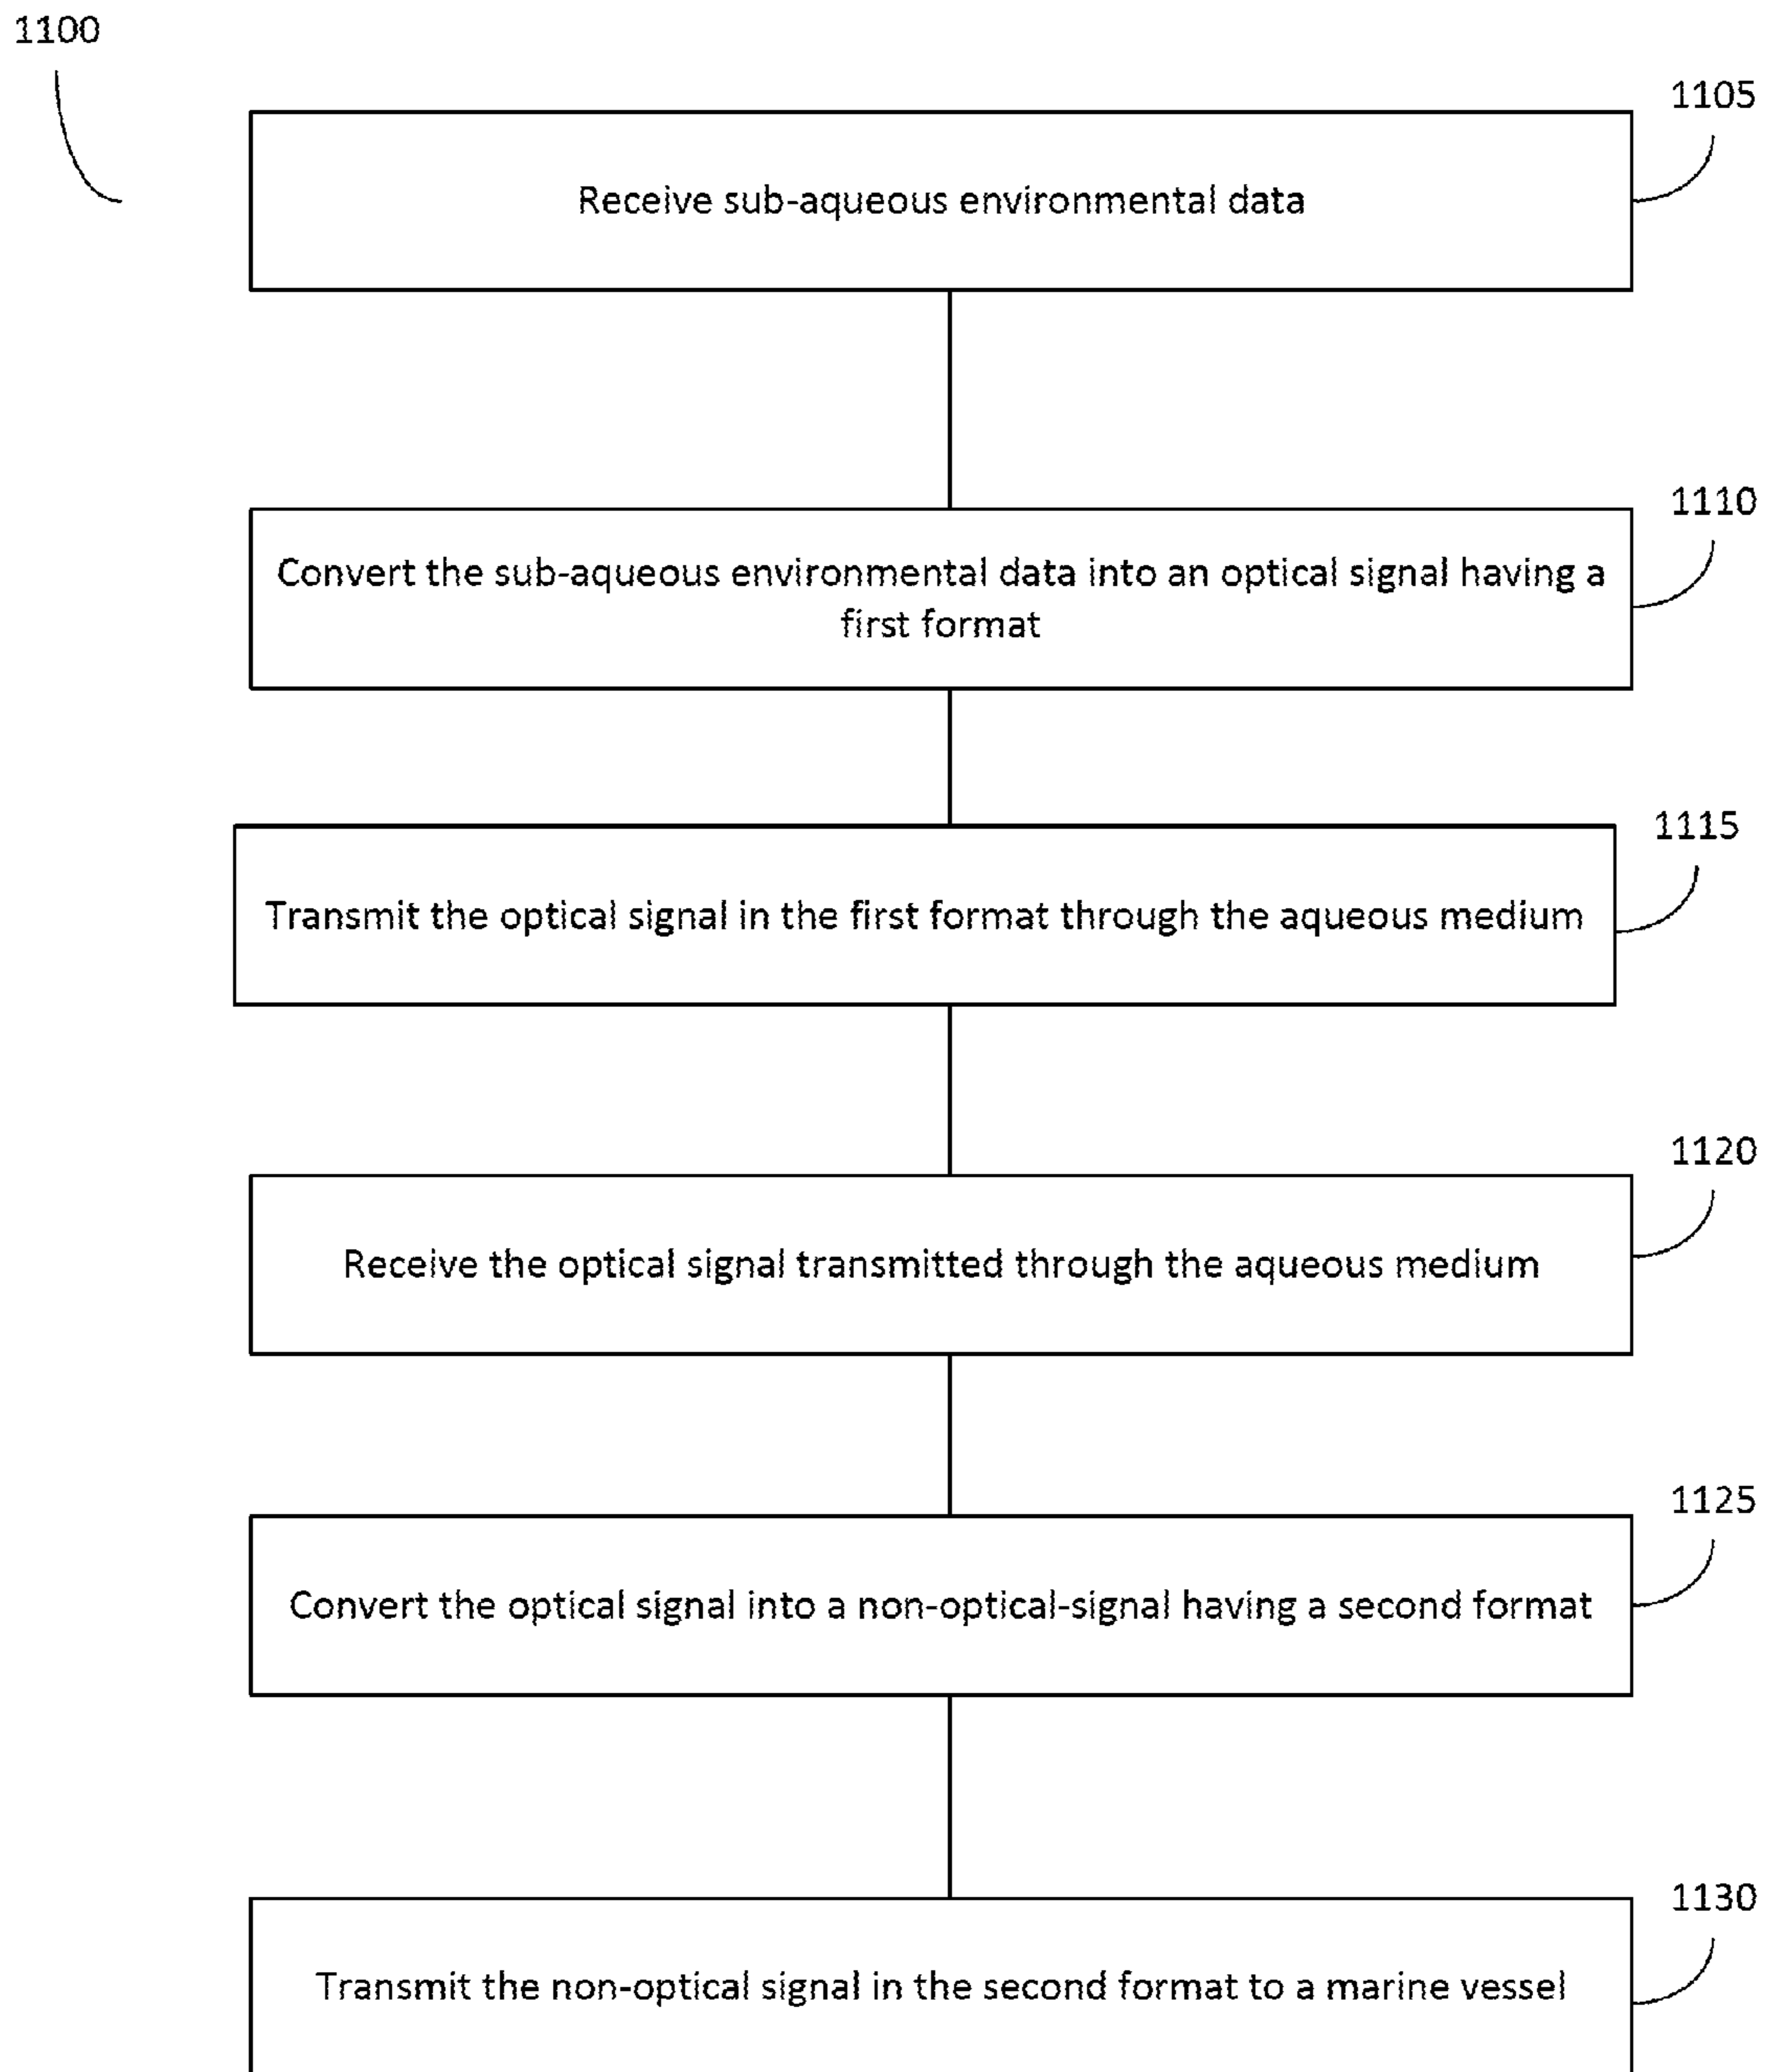 1100
1105
Receive sub-aqueous environmental data
1110
Convert the sub-aqueous environmental data into an optical signal having a
first format
1115
Transmit the optical signal in the first format through the aqueous medium
1120
Receive the optical signal transmitted through the aqueous medium
1125
Convert the optical signal into a non-optical-signal having a second format
1130
Transmit the non-optical signal in the second format to a marine vessel